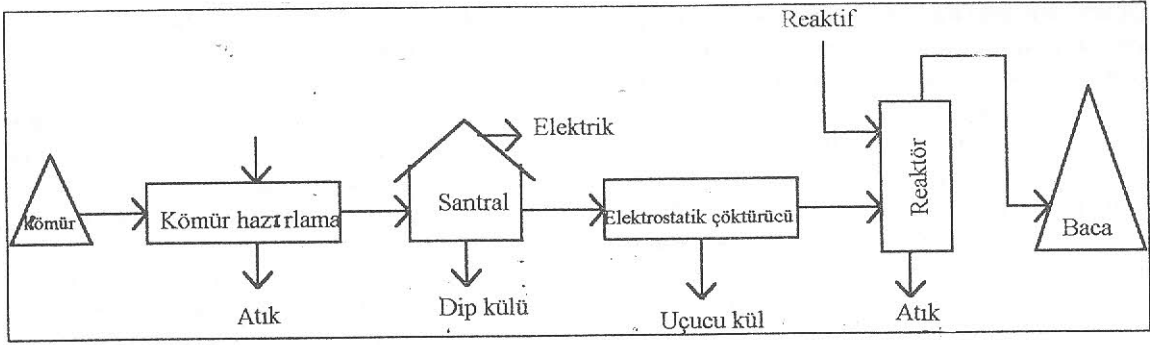 Reaktif
Elektrik
kömür
Kömür hazırlama
Santral
Elektrostatik çöktürücü
Reaktör
Baca
Atık
Dip külü
Uçucu kül
Atık